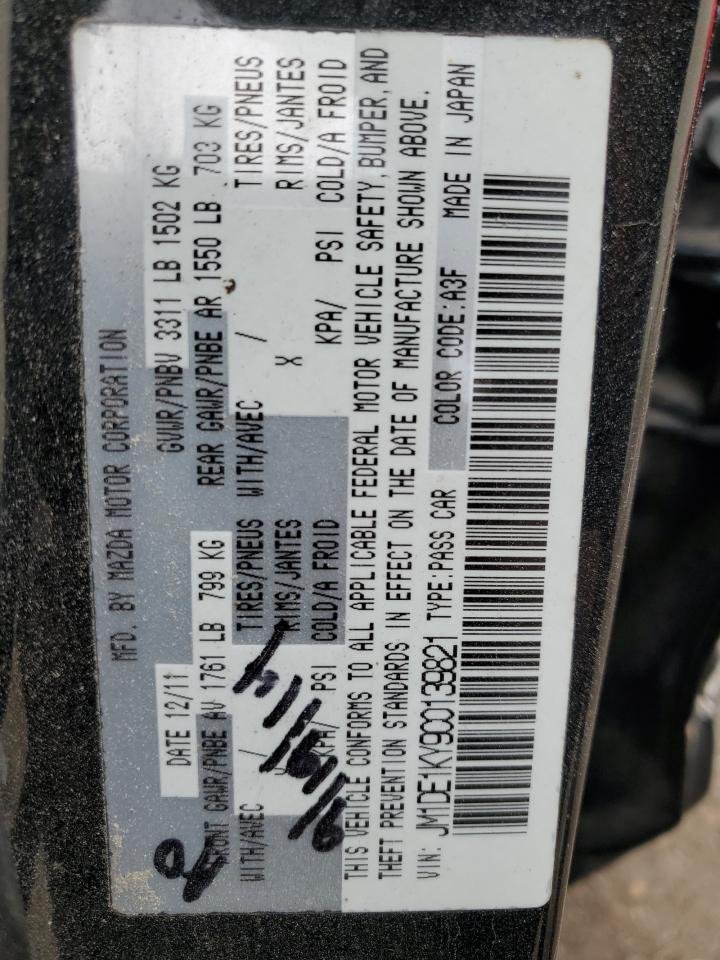 MFD. BY MAZDA MOTOR CORPORATION
DATE 12/11 GVWR/PNBV 3311 LB 1502 KG
FRONT GAWR/PNBE AV 1761 LB 799 KG REAR GAWR/PNBE AR 1550 LB 703 KG
WITH/AVEC / TIRES/PNEUS WITH/AVEC / TIRES/PNEUS
RIMS/JANTES X RIMS/JANTES
KPA/ PSI COLD/A FROID KPA/ PSI COLD/A FROID
THIS VEHICLE CONFORMS TO ALL APPLICABLE FEDERAL MOTOR VEHICLE SAFETY, BUMPER, AND
THEFT PREVENTION STANDARDS IN EFFECT ON THE DATE OF MANUFACTURE SHOWN ABOVE.
VIN: JM1DE1KY9C0139821 TYPE:PASS CAR COLOR CODE:A3F MADE IN JAPAN